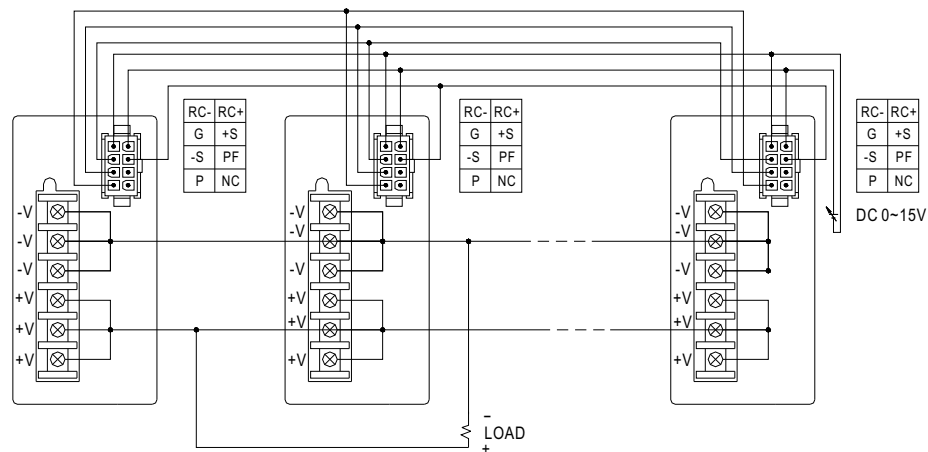 RC- RC+
G +S
-S PF
P NC
RC- RC+
G +S
-S PF
P NC
RC- RC+
G +S
-S PF
P NC
DC 0~15V
-V
-V
-V
+V
+V
+V
-V
-V
-V
+V
+V
+V
-V
-V
-V
+V
+V
+V
-
LOAD
+